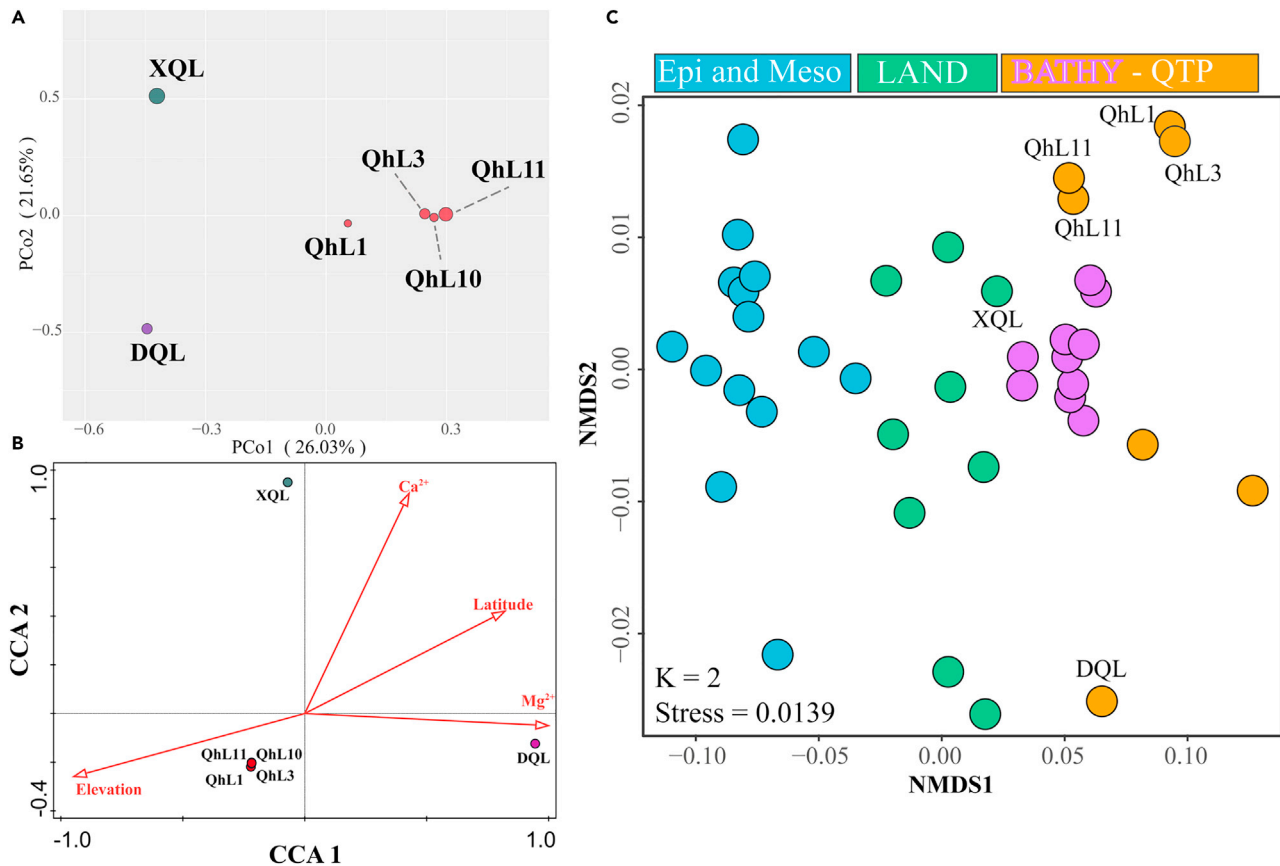 A
XQL
QhL3
QhL11
QhL1
QhL10
DQL
0.5
0.0
−0.5
PCo2 ( 21.65%)
−0.6
−0.3
0.0
0.3
PCo1 ( 26.03%)
B
XQL
Ca²⁺
Latitude
Mg²⁺
DQL
QhL11 QhL10
QhL1 QhL3
Elevation
1.0
-0.4
CCA 2
-1.0
1.0
CCA 1
C
Epi and Meso
LAND
BATHY - QTP
QhL1
QhL3
QhL11
QhL11
XQL
DQL
K = 2
Stress = 0.0139
0.02
0.01
0.00
−0.01
−0.02
NMDS2
−0.10
−0.05
0.00
0.05
0.10
NMDS1